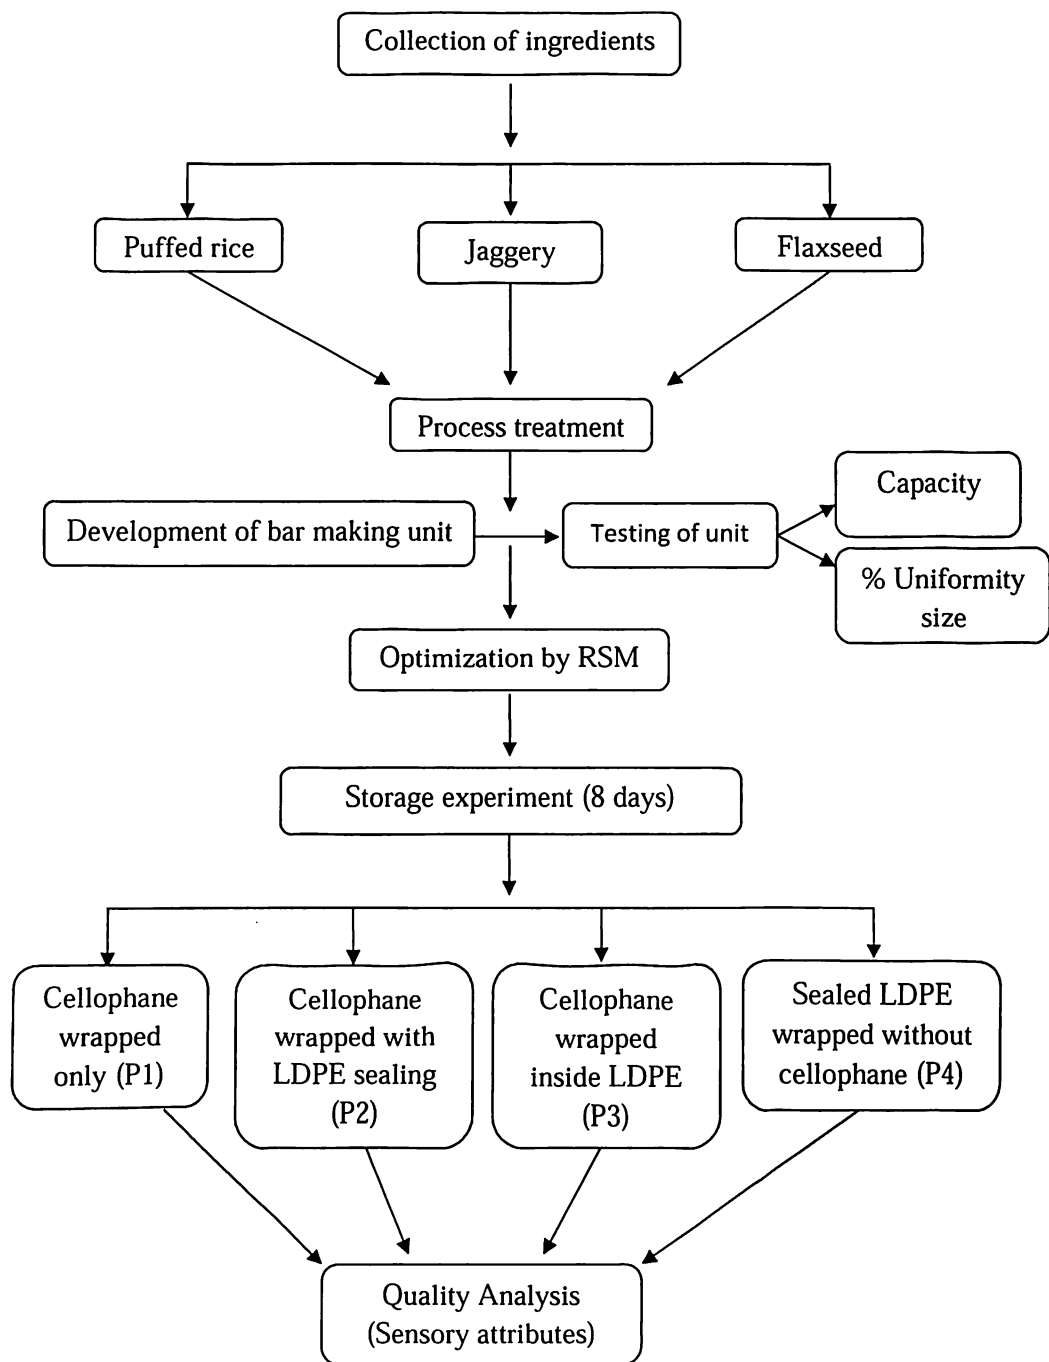 Collection of ingredients
Puffed rice
Jaggery
Flaxseed
Process treatment
Development of bar making unit
Testing of unit
Capacity
% Uniformity
size
Optimization by RSM
Storage experiment (8 days)
Cellophane
wrapped
only (P1)
Cellophane
wrapped with
LDPE sealing
(P2)
Cellophane
wrapped
inside LDPE
(P3)
Sealed LDPE
wrapped without
cellophane (P4)
Quality Analysis
(Sensory attributes)